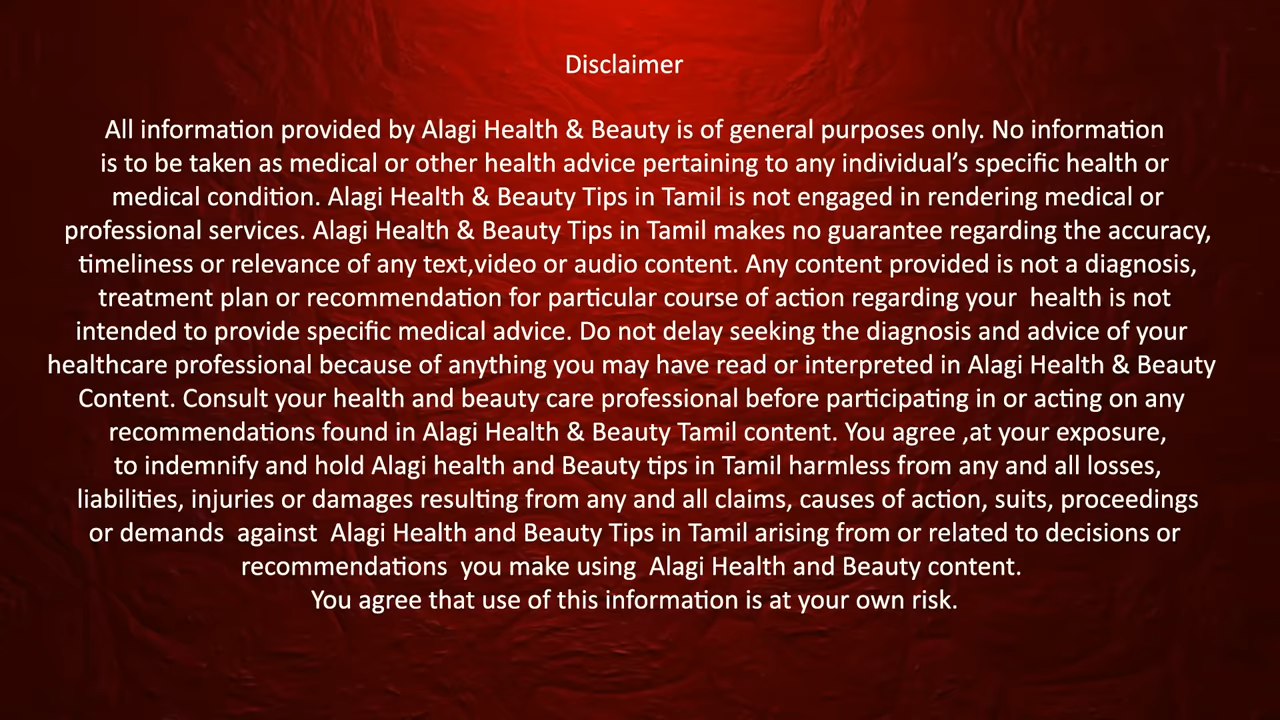 Disclaimer
All information provided by Alagi Health & Beauty is of general purposes only. No information
is to be taken as medical or other health advice pertaining to any individual’s specific health or
medical condition. Alagi Health & Beauty Tips in Tamil is not engaged in rendering medical or
professional services. Alagi Health & Beauty Tips in Tamil makes no guarantee regarding the accuracy,
timeliness or relevance of any text,video or audio content. Any content provided is not a diagnosis,
treatment plan or recommendation for particular course of action regarding your  health is not
intended to provide specific medical advice. Do not delay seeking the diagnosis and advice of your
healthcare professional because of anything you may have read or interpreted in Alagi Health & Beauty
Content. Consult your health and beauty care professional before participating in or acting on any
recommendations found in Alagi Health & Beauty Tamil content. You agree ,at your exposure,
to indemnify and hold Alagi health and Beauty tips in Tamil harmless from any and all losses,
liabilities, injuries or damages resulting from any and all claims, causes of action, suits, proceedings
or demands  against  Alagi Health and Beauty Tips in Tamil arising from or related to decisions or
recommendations  you make using  Alagi Health and Beauty content.
You agree that use of this information is at your own risk.